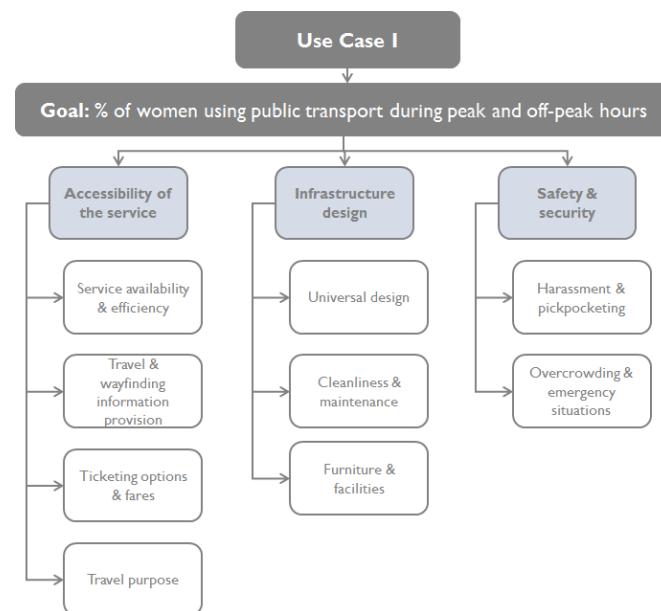 Use Case I
Goal: % of women using public transport during peak and off-peak hours
Accessibility of
the service
Service availability
& efficiency
Travel &
wayfinding
information
provision
Ticketing options
& fares
Travel purpose
Infrastructure
design
Universal design
Cleanliness &
maintenance
Furniture &
facilities
Safety &
security
Harassment &
pickpocketing
Overcrowding &
emergency
situations